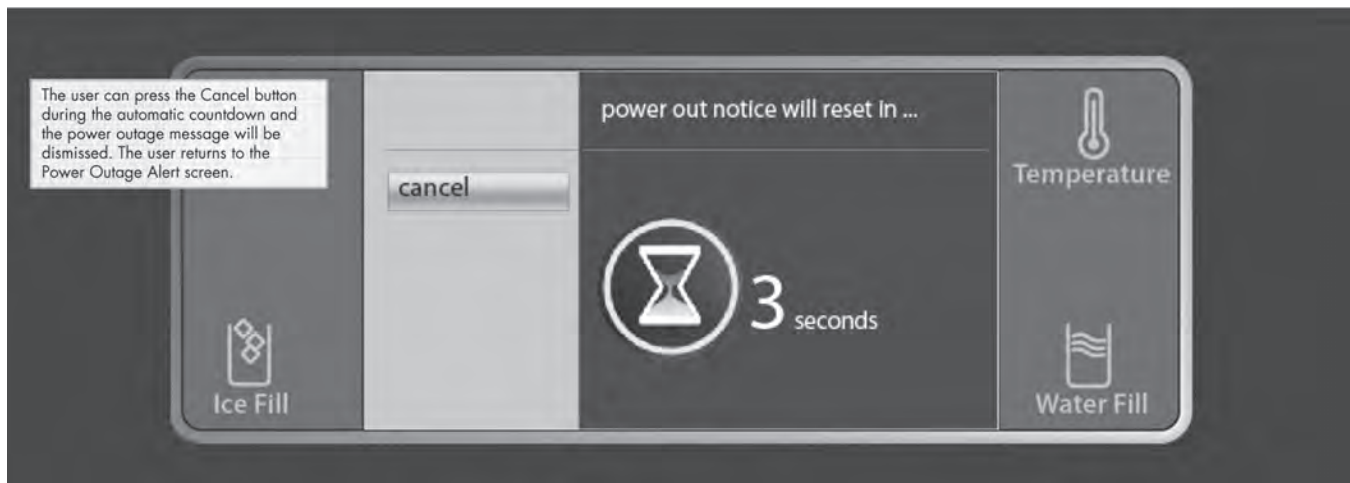 The user can press the Cancel button
during the automatic countdown and
the power outage message will be
dismissed. The user returns to the
Power Outage Alert screen.
cancel
power out notice will reset in ...
3 seconds
Ice Fill
Temperature
Water Fill